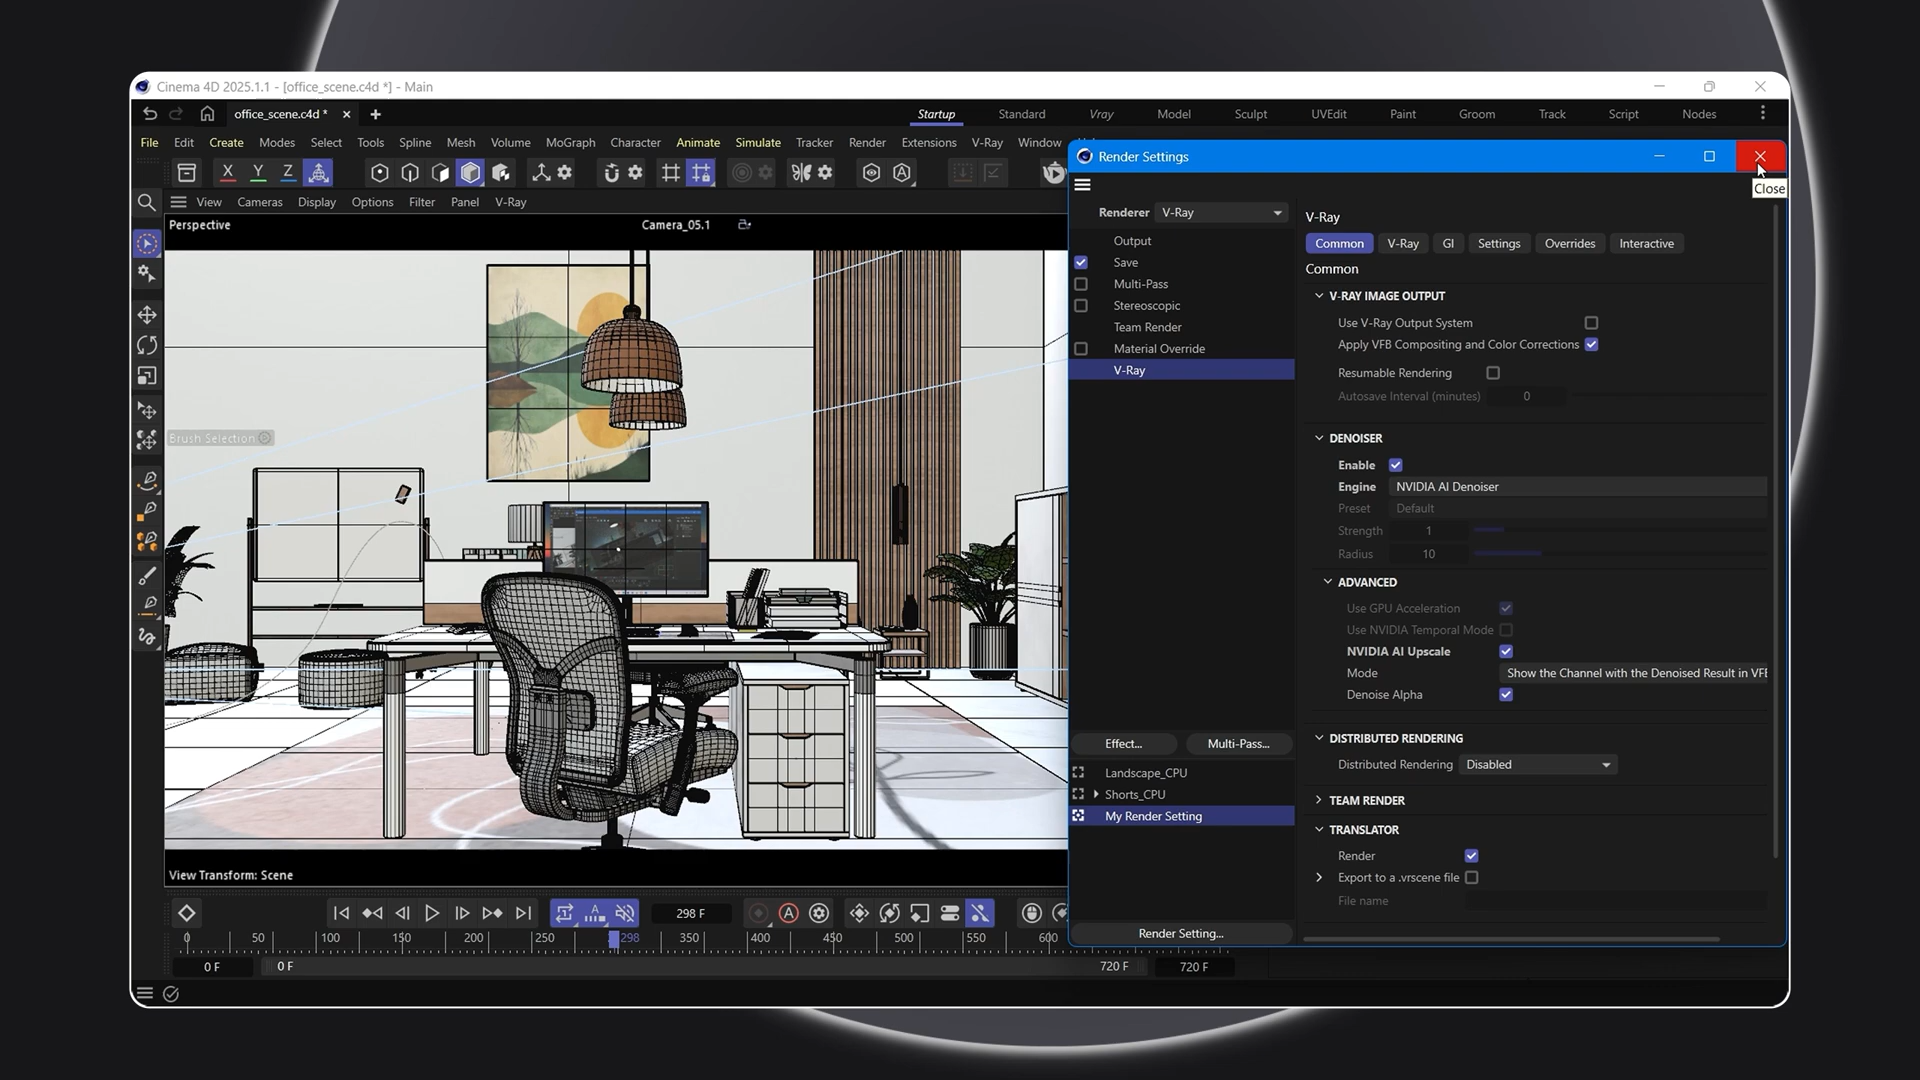 Cinema 4D 2025.1.1 - [office_scene.c4d *] - Main
office_scene.c4d *
Startup
Standard
Vray
Model
Sculpt
UVEdit
Paint
Groom
Track
Script
Nodes
File Edit Create Modes Select Tools Spline Mesh Volume MoGraph Character Animate Simulate Tracker Render Extensions V-Ray Window
X Y Z
View Cameras Display Options Filter Panel V-Ray
Perspective
Camera_05.1
Brush Selection
View Transform: Scene
298 F
0 50 100 150 200 250 298 350 400 450 500 550 600
0 F
0 F
720 F
720 F
Render Settings
Close
Renderer V-Ray
Output
Save
Multi-Pass
Stereoscopic
Team Render
Material Override
V-Ray
Effect...
Multi-Pass...
Landscape_CPU
Shorts_CPU
My Render Setting
Render Setting...
V-Ray
Common V-Ray GI Settings Overrides Interactive
Common
V-RAY IMAGE OUTPUT
Use V-Ray Output System
Apply VFB Compositing and Color Corrections
Resumable Rendering
Autosave Interval (minutes) 0
DENOISER
Enable
Engine NVIDIA AI Denoiser
Preset Default
Strength 1
Radius 10
ADVANCED
Use GPU Acceleration
Use NVIDIA Temporal Mode
NVIDIA AI Upscale
Mode Show the Channel with the Denoised Result in VFB
Denoise Alpha
DISTRIBUTED RENDERING
Distributed Rendering Disabled
TEAM RENDER
TRANSLATOR
Render
Export to a .vrscene file
File name